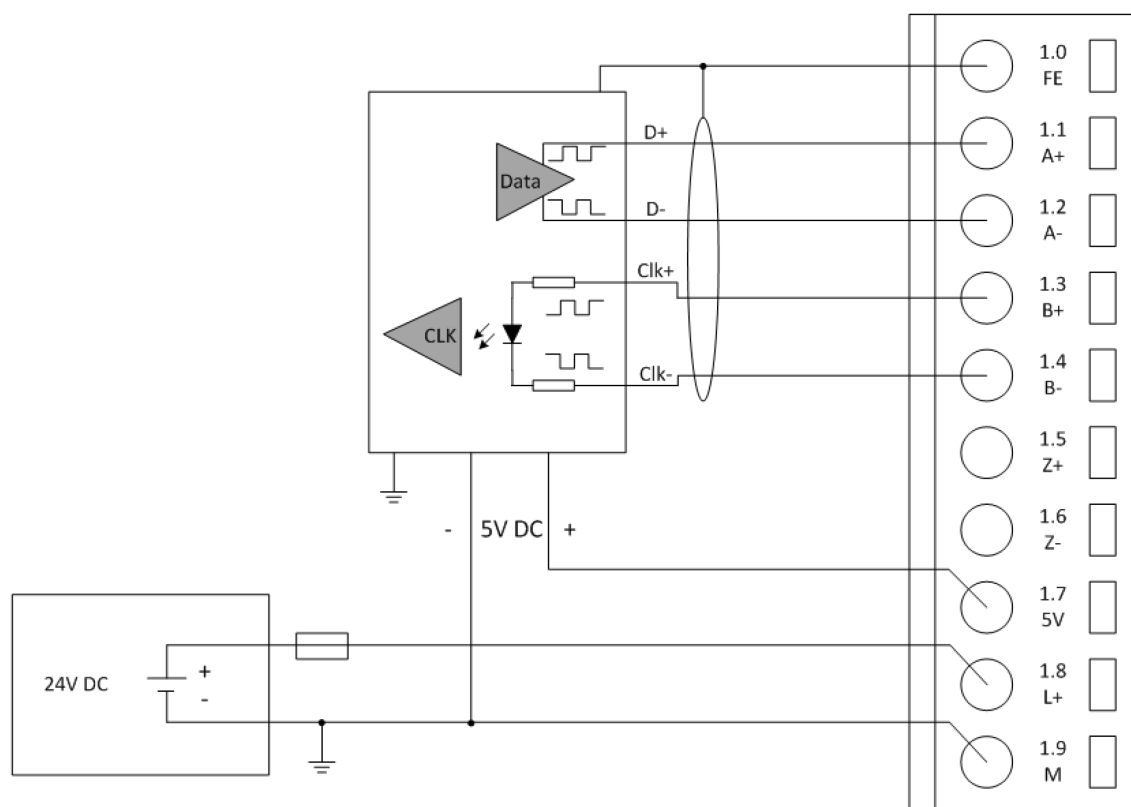 1.0
FE
D+
1.1
A+
Data
D-
1.2
A-
Clk+
1.3
B+
CLK
Clk-
1.4
B-
1.5
Z+
- 5V DC +
1.6
Z-
1.7
5V
24V DC
+
-
1.8
L+
1.9
M